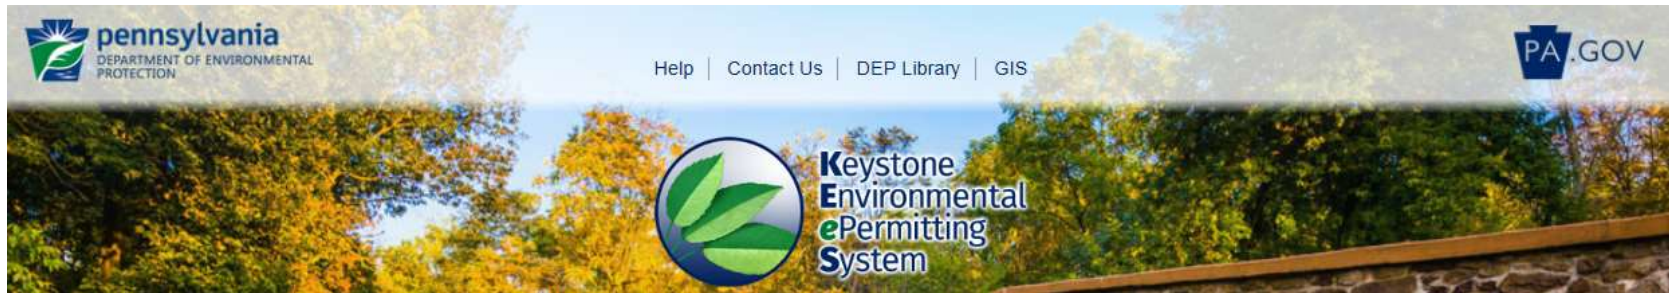 pennsylvania
DEPARTMENT OF ENVIRONMENTAL
PROTECTION
Help | Contact Us | DEP Library | GIS
PA.GOV
Keystone
Environmental
ePermitting
System